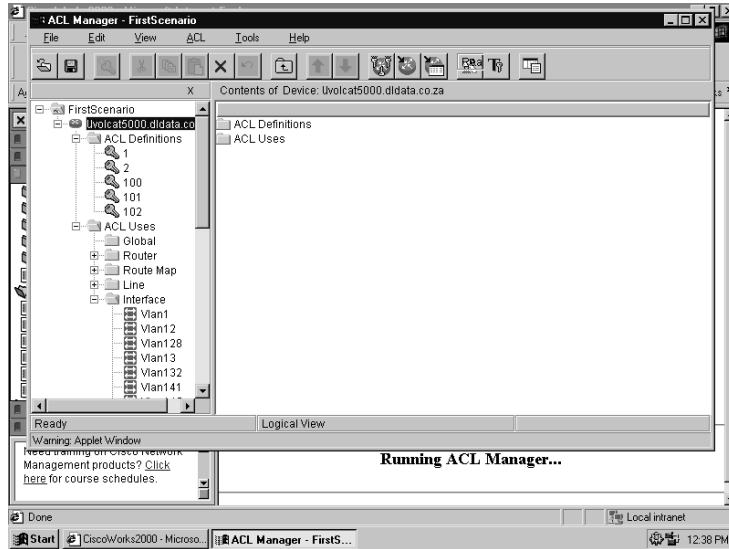 ACL Manager - FirstScenario
File Edit View ACL Tools Help
X
Contents of Device: Uvolcat5000.dldata.co.za
FirstScenario
Uvolcat5000.dldata.co
ACL Definitions
1
2
100
101
102
ACL Uses
Global
Router
Route Map
Line
Interface
Vlan1
Vlan12
Vlan128
Vlan13
Vlan132
Vlan141
ACL Definitions
ACL Uses
Ready
Logical View
Warning: Applet Window
Need training on Cisco Network
Management products? Click
here for course schedules.
Running ACL Manager...
Done
Local intranet
Start
CiscoWorks2000 - Microso...
ACL Manager - FirstS...
12:38 PM